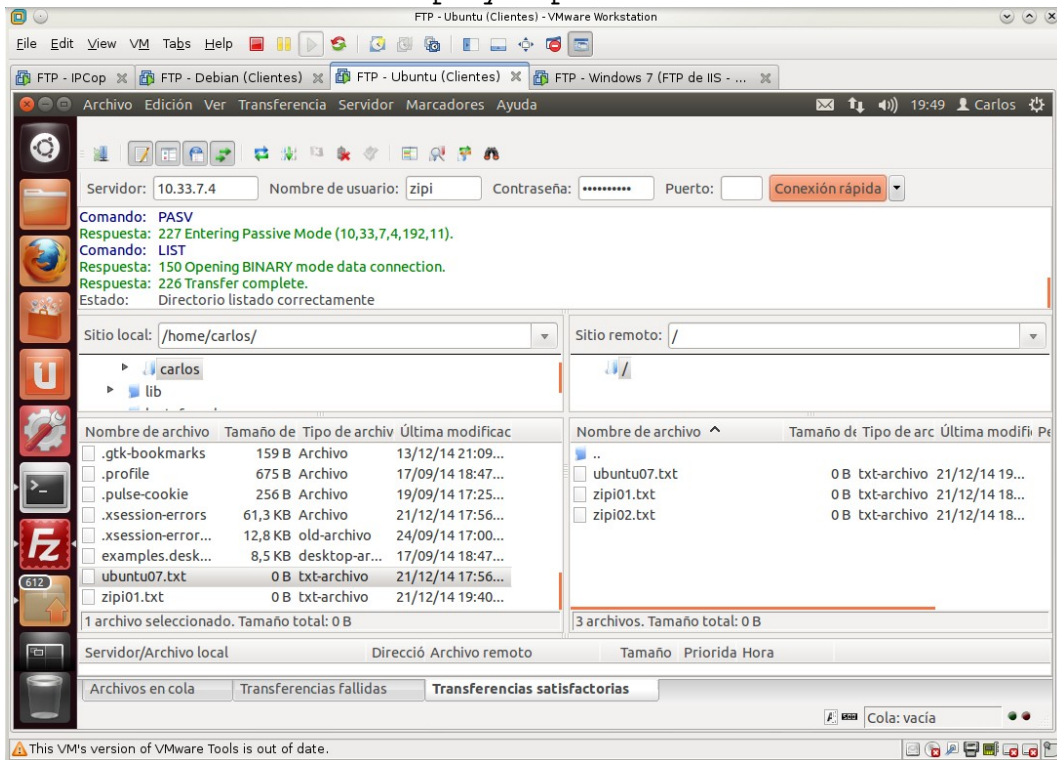 FTP - Ubuntu (Clientes) - VMware Workstation
File Edit View VM Tabs Help
FTP - IPCop FTP - Debian (Clientes) FTP - Ubuntu (Clientes) FTP - Windows 7 (FTP de IIS - ...
Archivo Edición Ver Transferencia Servidor Marcadores Ayuda 19:49 Carlos
Servidor: 10.33.7.4 Nombre de usuario: zipi Contraseña: •••••••••• Puerto: Conexión rápida
Comando: PASV
Respuesta: 227 Entering Passive Mode (10,33,7,4,192,11).
Comando: LIST
Respuesta: 150 Opening BINARY mode data connection.
Respuesta: 226 Transfer complete.
Estado: Directorio listado correctamente
Sitio local: /home/carlos/ Sitio remoto: /
carlos /
lib
Nombre de archivo Tamaño de Tipo de archiv Última modificac Nombre de archivo Tamaño de Tipo de arc Última modifi Pe
.gtk-bookmarks 159 B Archivo 13/12/14 21:09... ..
.profile 675 B Archivo 17/09/14 18:47... ubuntu07.txt 0 B txt-archivo 21/12/14 19...
.pulse-cookie 256 B Archivo 19/09/14 17:25... zipi01.txt 0 B txt-archivo 21/12/14 18...
.xsession-errors 61,3 KB Archivo 21/12/14 17:56... zipi02.txt 0 B txt-archivo 21/12/14 18...
.xsession-error... 12,8 KB old-archivo 24/09/14 17:00...
examples.desk... 8,5 KB desktop-ar... 17/09/14 18:47...
ubuntu07.txt 0 B txt-archivo 21/12/14 17:56...
zipi01.txt 0 B txt-archivo 21/12/14 19:40...
612
1 archivo seleccionado. Tamaño total: 0 B 3 archivos. Tamaño total: 0 B
Servidor/Archivo local Direcció Archivo remoto Tamaño Priorida Hora
Archivos en cola Transferencias fallidas Transferencias satisfactorias
Cola: vacía
This VM's version of VMware Tools is out of date.